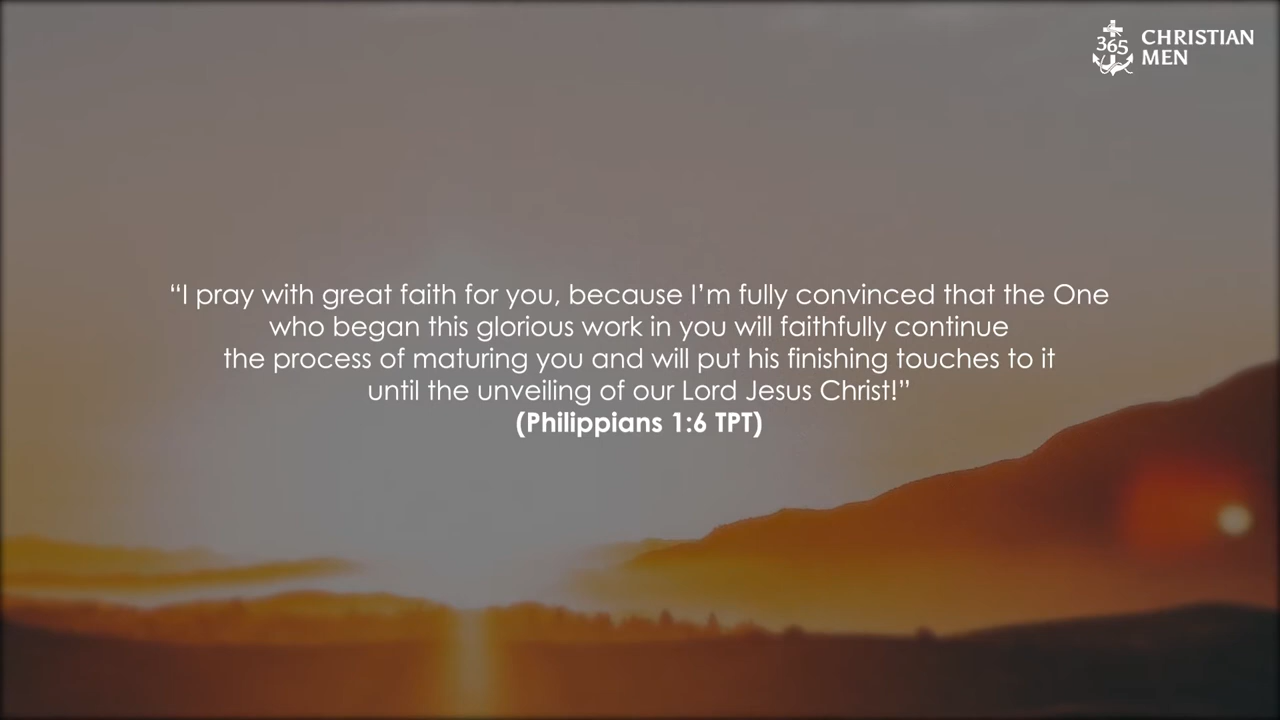 365
CHRISTIAN
MEN
“I pray with great faith for you, because I’m fully convinced that the One
who began this glorious work in you will faithfully continue
the process of maturing you and will put his finishing touches to it
until the unveiling of our Lord Jesus Christ!”
(Philippians 1:6 TPT)